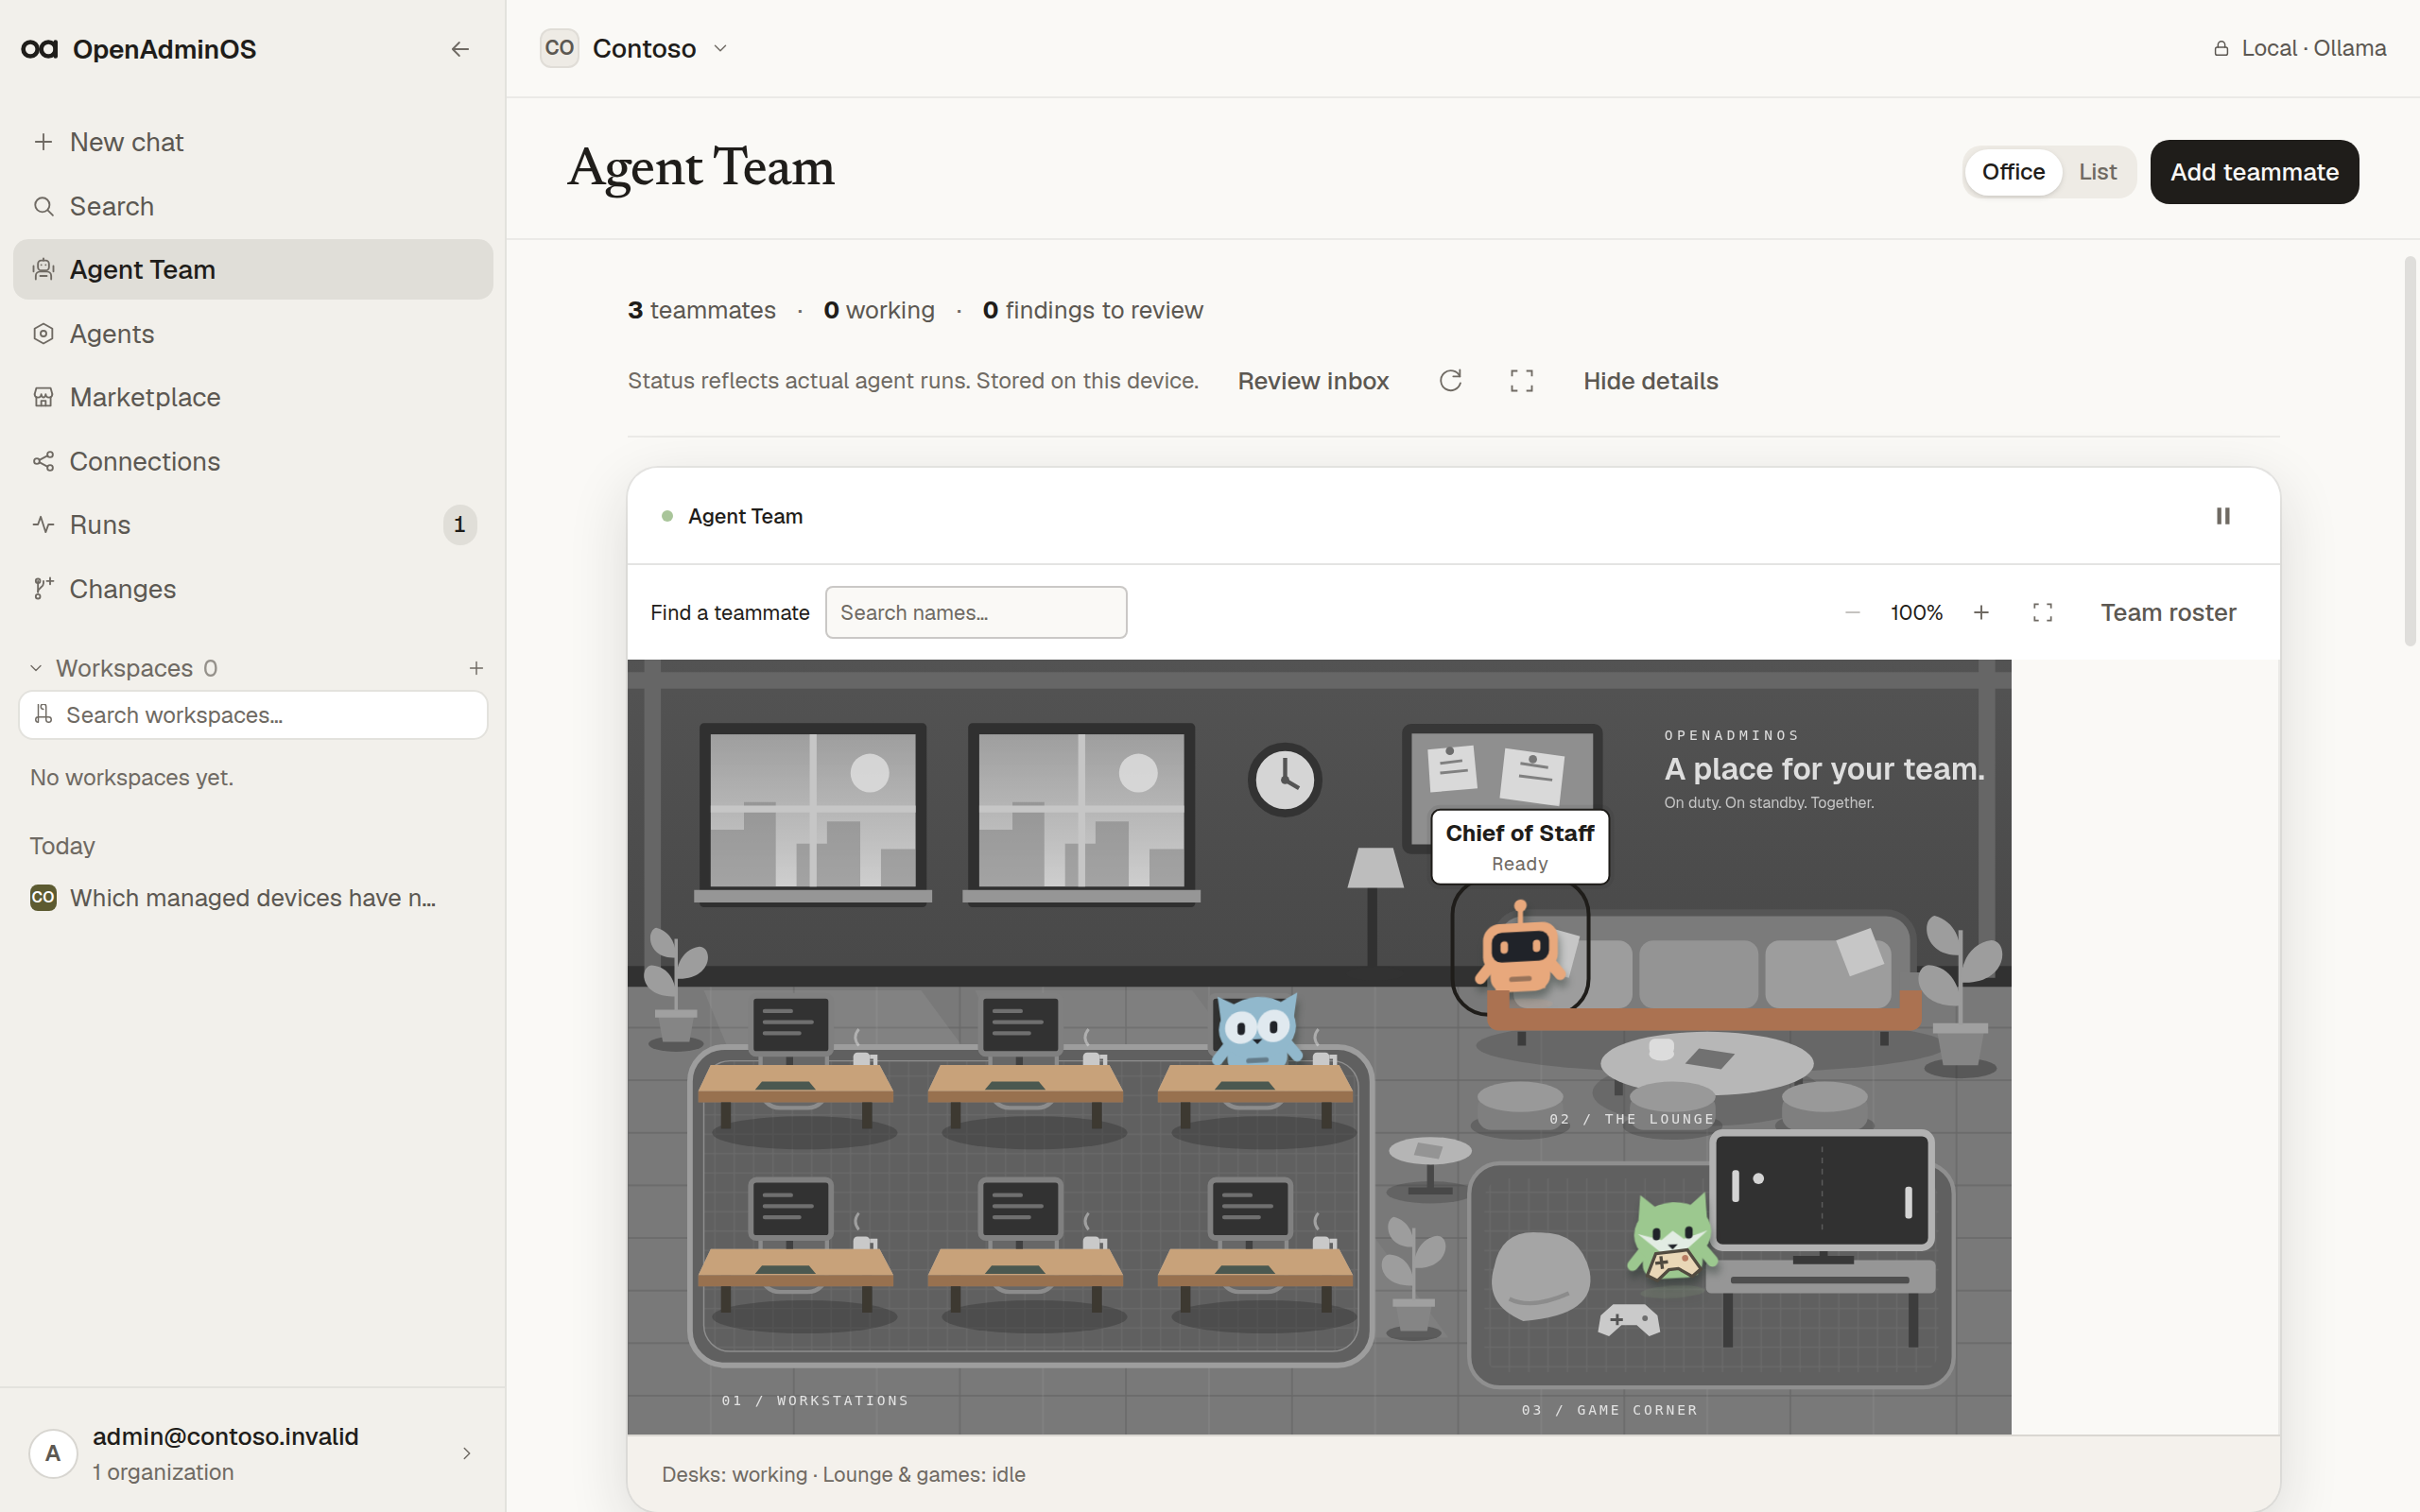 OpenAdminOS
New chat
Search
Agent Team
Agents
Marketplace
Connections
Runs 1
Changes
Workspaces 0
Search workspaces...
No workspaces yet.
Today
CO Which managed devices have n...
A
admin@contoso.invalid
1 organization
CO Contoso
Local · Ollama
Agent Team
Office List Add teammate
3 teammates · 0 working · 0 findings to review
Status reflects actual agent runs. Stored on this device. Review inbox Hide details
Agent Team
Find a teammate Search names... 100% Team roster
OPENADMINOS
A place for your team.
On duty. On standby. Together.
Chief of Staff
Ready
02 / THE LOUNGE
01 / WORKSTATIONS
03 / GAME CORNER
Desks: working · Lounge & games: idle